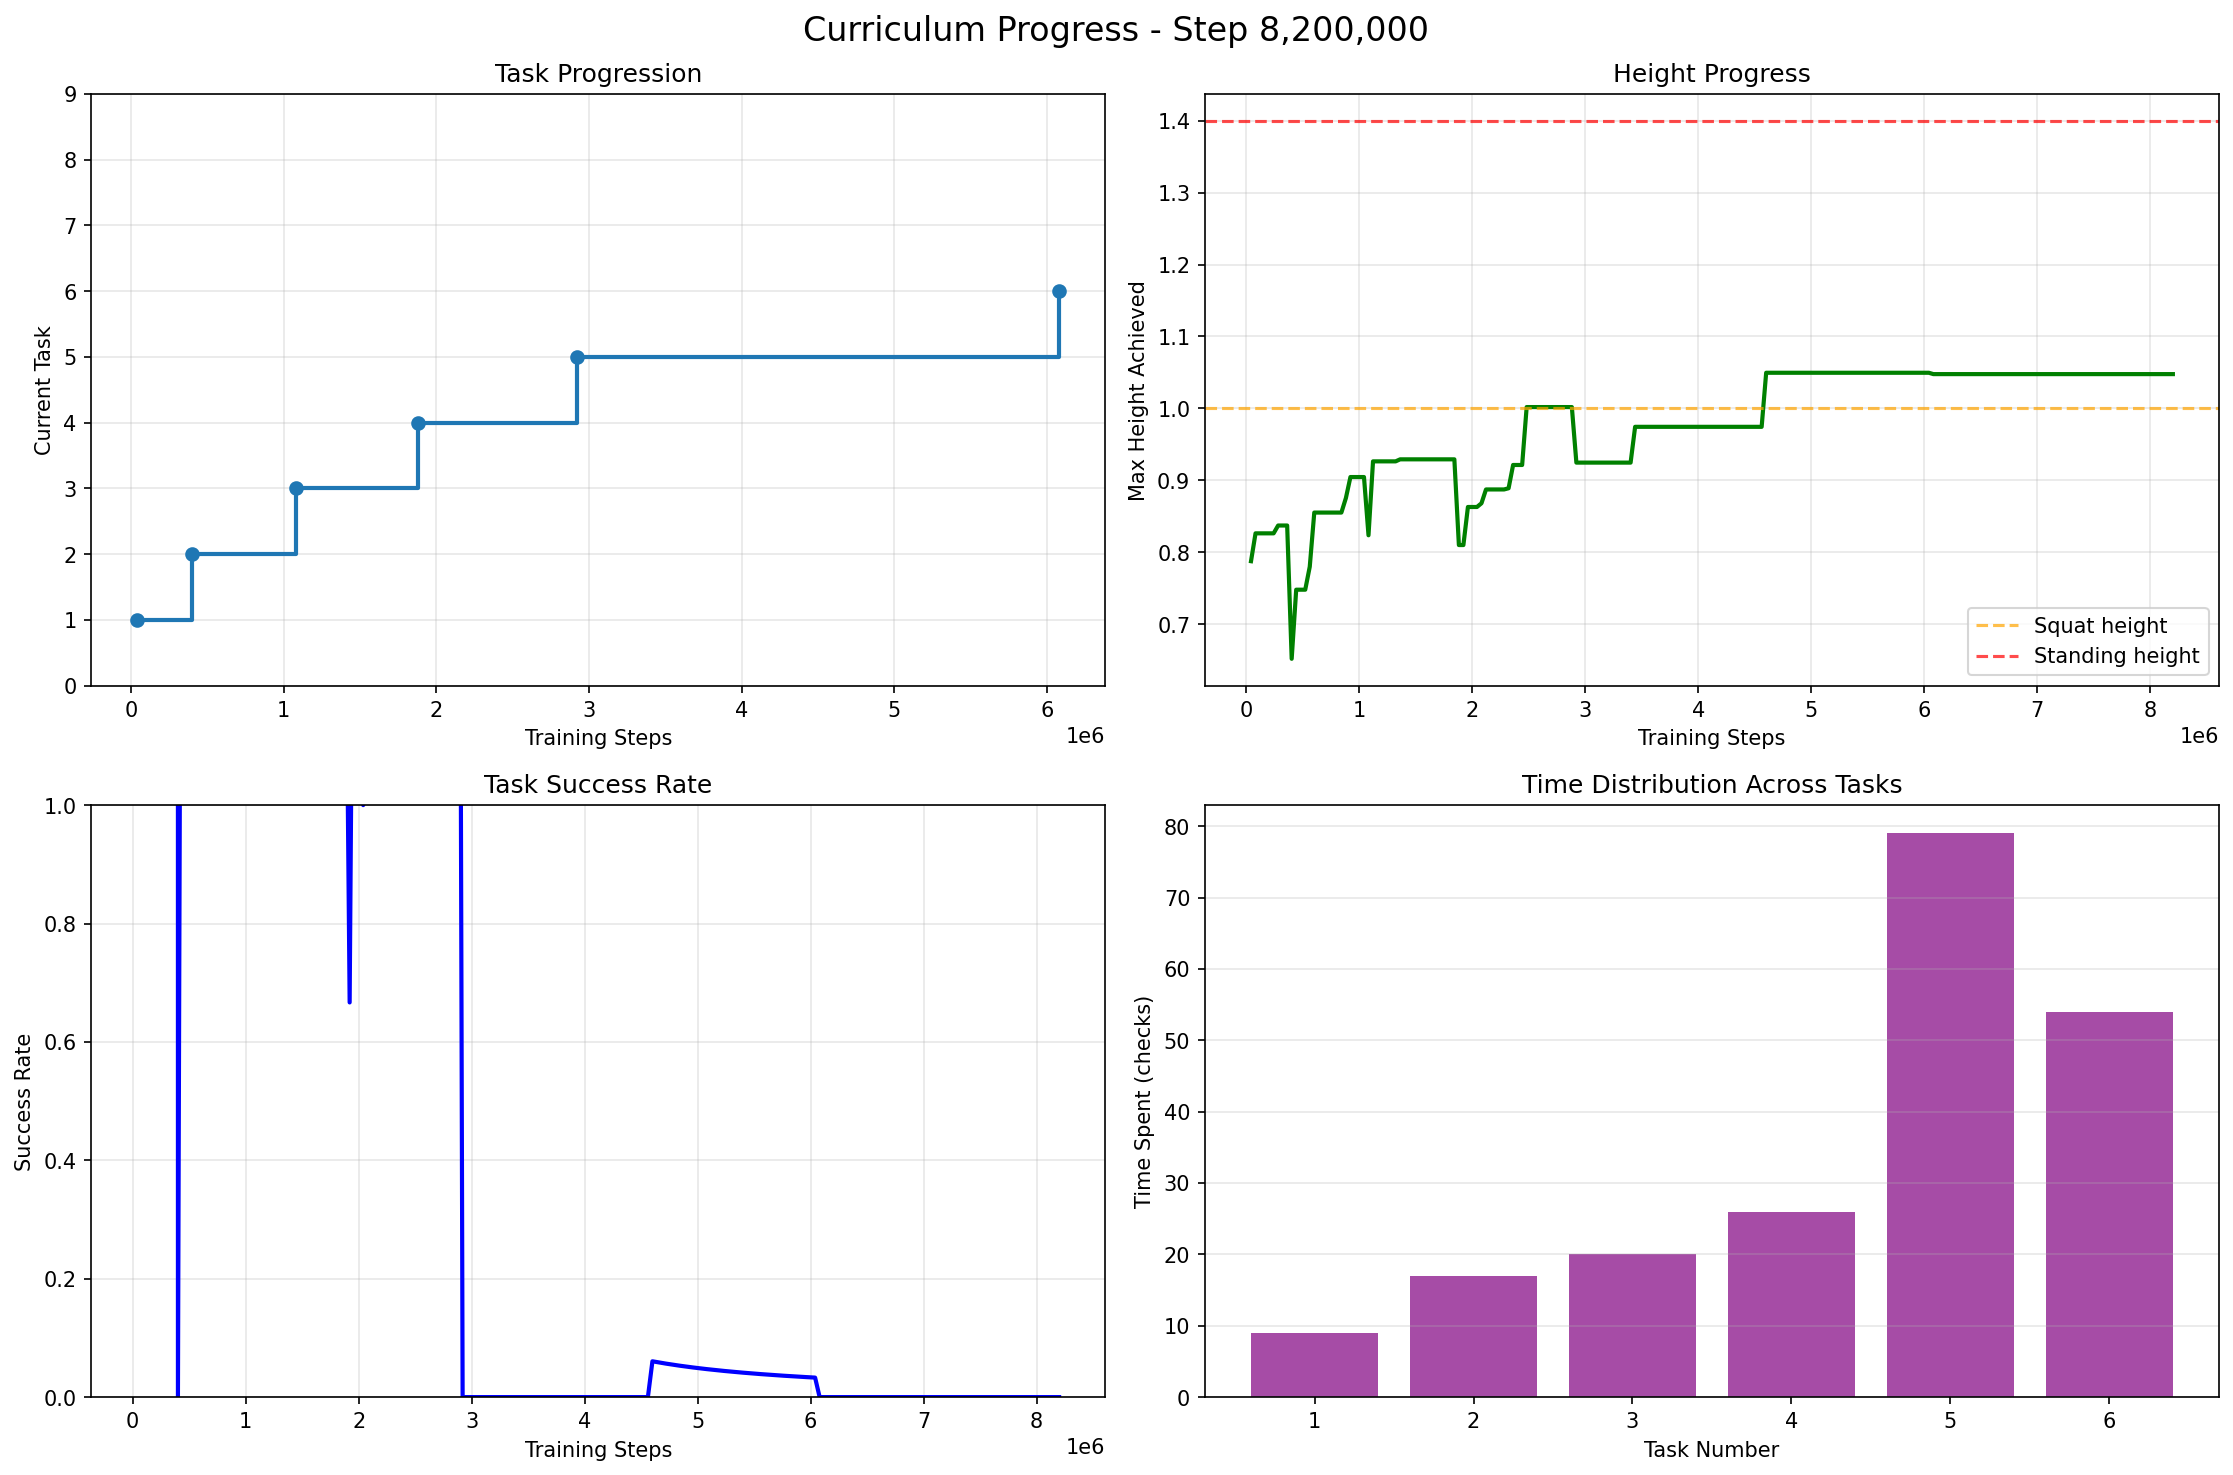 Curriculum Progress - Step 8,200,000
Task Progression
Current Task
9
8
7
6
5
4
3
2
1
0
0 1 2 3 4 5 6
1e6
Training Steps
Height Progress
Max Height Achieved
1.4
1.3
1.2
1.1
1.0
0.9
0.8
0.7
Squat height
Standing height
0 1 2 3 4 5 6 7 8
1e6
Training Steps
Task Success Rate
Success Rate
1.0
0.8
0.6
0.4
0.2
0.0
0 1 2 3 4 5 6 7 8
1e6
Training Steps
Time Distribution Across Tasks
Time Spent (checks)
80
70
60
50
40
30
20
10
0
1 2 3 4 5 6
Task Number